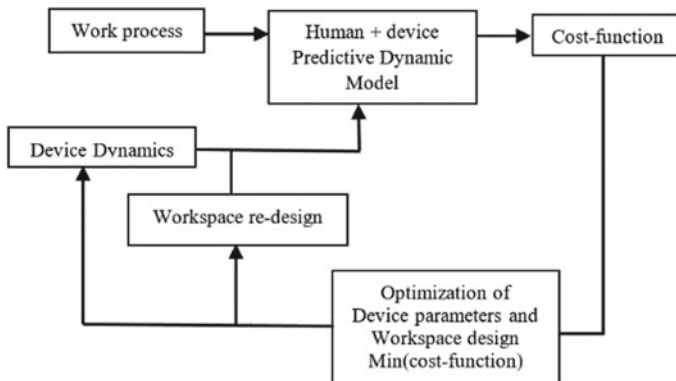 Work process
Human + device
Predictive Dynamic
Model
Cost-function
Device Dynamics
Workspace re-design
Optimization of
Device parameters and
Workspace design
Min(cost-function)